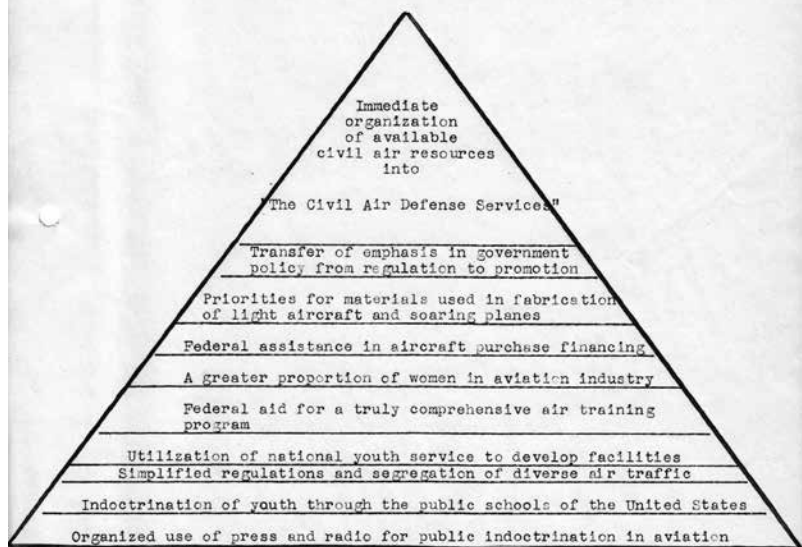 Immediate
organization
of available
civil air resources
into
"The Civil Air Defense Services"
Transfer of emphasis in government
policy from regulation to promotion
Priorities for materials used in fabrication
of light aircraft and soaring planes
Federal assistance in aircraft purchase financing
A greater proportion of women in aviation industry
Federal aid for a truly comprehensive air training
program
Utilization of national youth service to develop facilities
Simplified regulations and segregation of diverse air traffic
Indoctrination of youth through the public schools of the United States
Organized use of press and radio for public indoctrination in aviation